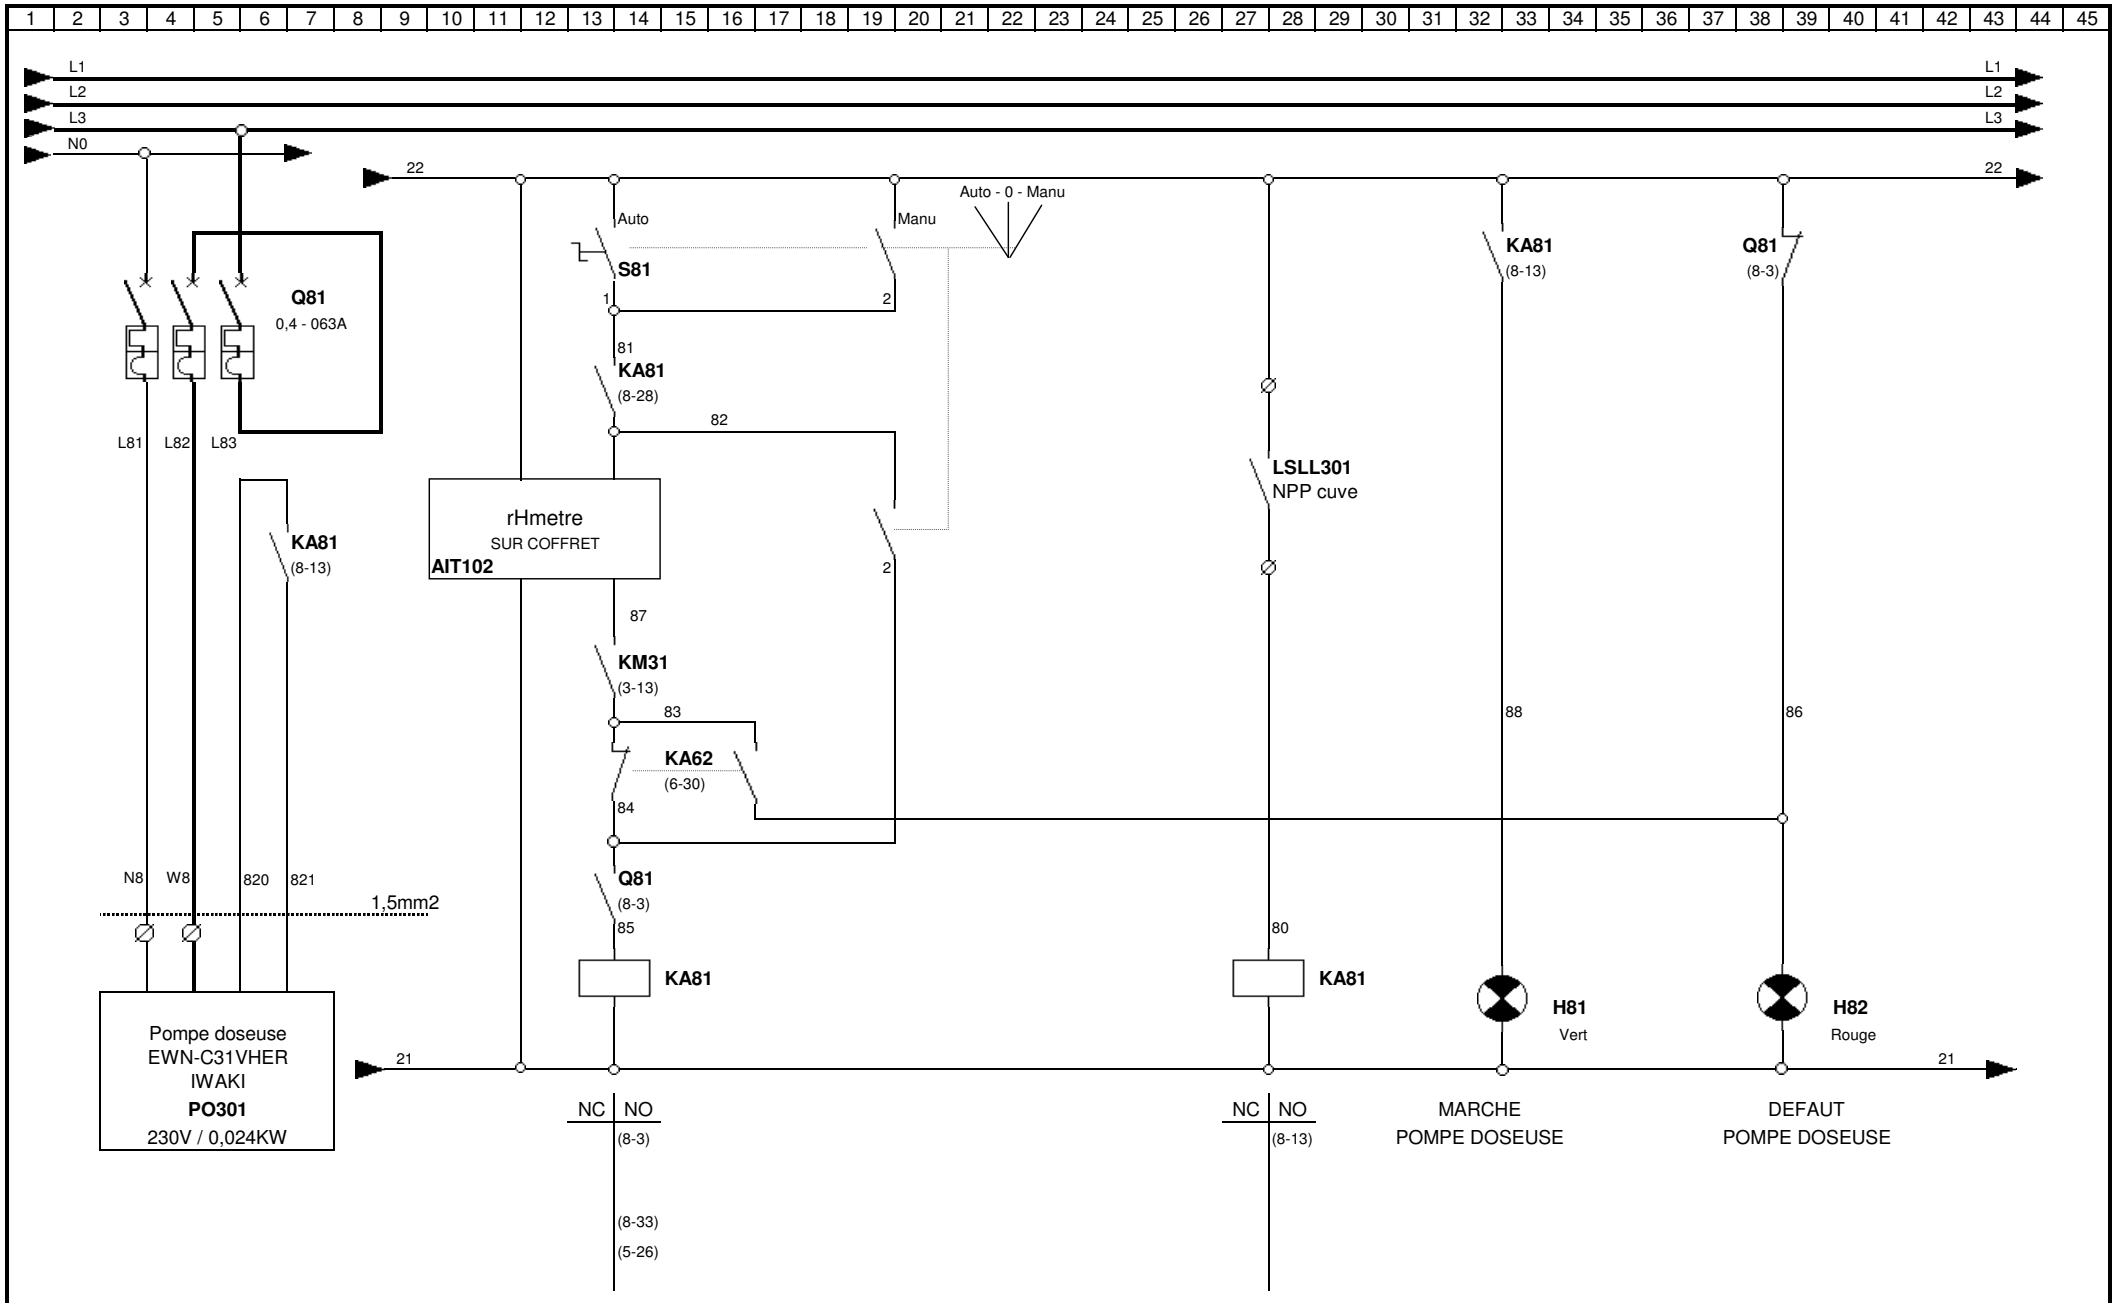 1 2 3 4 5 6 7 8 9 10 11 12 13 14 15 16 17 18 19 20 21 22 23 24 25 26 27 28 29 30 31 32 33 34 35 36 37 38 39 40 41 42 43 44 45
L1 L1
L2 L2
L3 L3
N0
22 22
Auto - 0 - Manu
Auto Manu
KA81 Q81
S81 (8-13) (8-3)
Q81 1 2
0,4 - 063A
81
KA81
(8-28)
82
L81 L82 L83
LSLL301
NPP cuve
rHmetre
SUR COFFRET
AIT102
KA81
(8-13)
2
87
KM31
(3-13)
83 88 86
KA62
(6-30)
84
N8 W8 820 821
1,5mm2
Q81
(8-3)
85 80
KA81 KA81
H81 H82
Vert Rouge
Pompe doseuse
EWN-C31VHER
IWAKI
PO301
230V / 0,024KW
21 21
NC NO NC NO MARCHE DEFAUT
(8-3) (8-13) POMPE DOSEUSE POMPE DOSEUSE
(8-33)
(5-26)